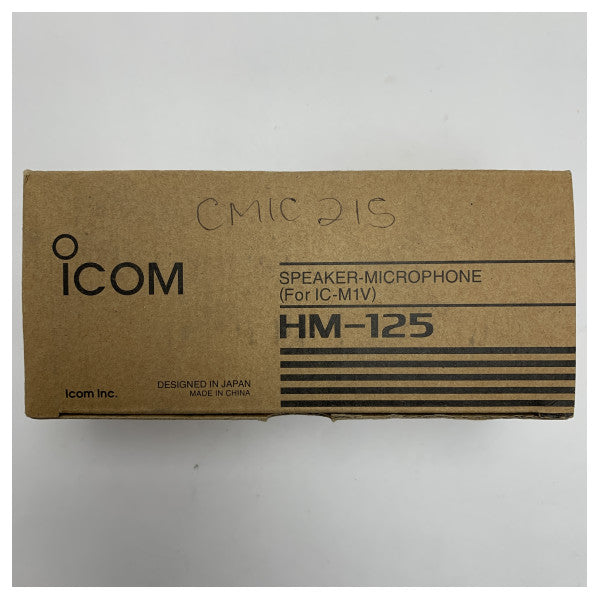 CMIC 215
ICOM
SPEAKER-MICROPHONE
(For IC-M1V)
HM-125
DESIGNED IN JAPAN
MADE IN CHINA
Icom Inc.